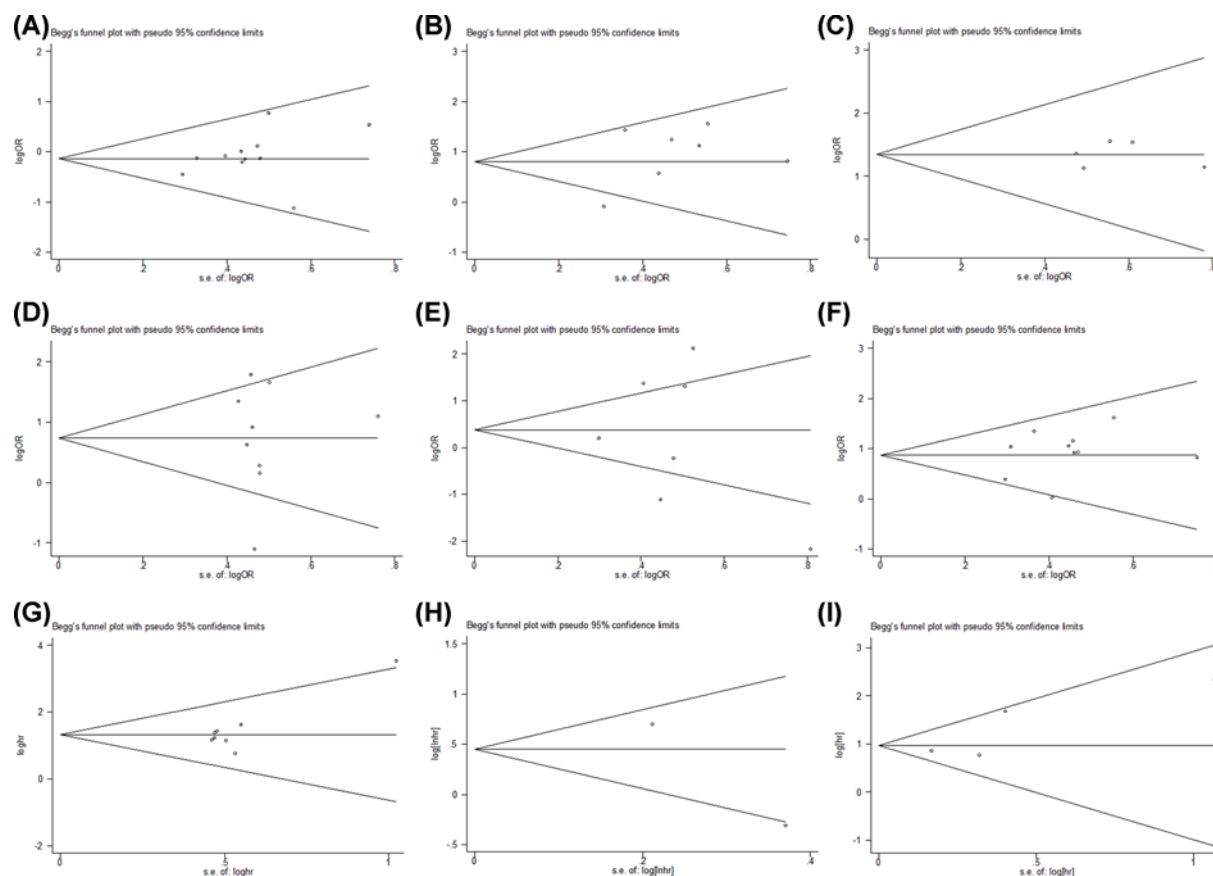 (A)
Begg's funnel plot with pseudo 95% confidence limits
logOR
2
1
0
-1
-2
0 .2 .4 .6 .8
s.e. of: logOR
(B)
Begg's funnel plot with pseudo 95% confidence limits
logOR
3
2
1
0
-1
0 .2 .4 .6 .8
s.e. of: logOR
(C)
Begg's funnel plot with pseudo 95% confidence limits
logOR
3
2
1
0
0 .2 .4 .6 .8
s.e. of: logOR
(D)
Begg's funnel plot with pseudo 95% confidence limits
logOR
2
1
0
-1
0 .2 .4 .6 .8
s.e. of: logOR
(E)
Begg's funnel plot with pseudo 95% confidence limits
logOR
2
1
0
-1
-2
0 .2 .4 .6 .8
s.e. of: logOR
(F)
Begg's funnel plot with pseudo 95% confidence limits
logOR
3
2
1
0
-1
0 .2 .4 .6 .8
s.e. of: logOR
(G)
Begg's funnel plot with pseudo 95% confidence limits
loghr
4
2
0
-2
0 .5 1
s.e. of: loghr
(H)
Begg's funnel plot with pseudo 95% confidence limits
log[lnhr]
1.5
1
.5
0
-.5
0 .2 .4
s.e. of: log[lnhr]
(I)
Begg's funnel plot with pseudo 95% confidence limits
log[hr]
3
2
1
0
-1
0 .5 1
s.e. of: log[hr]